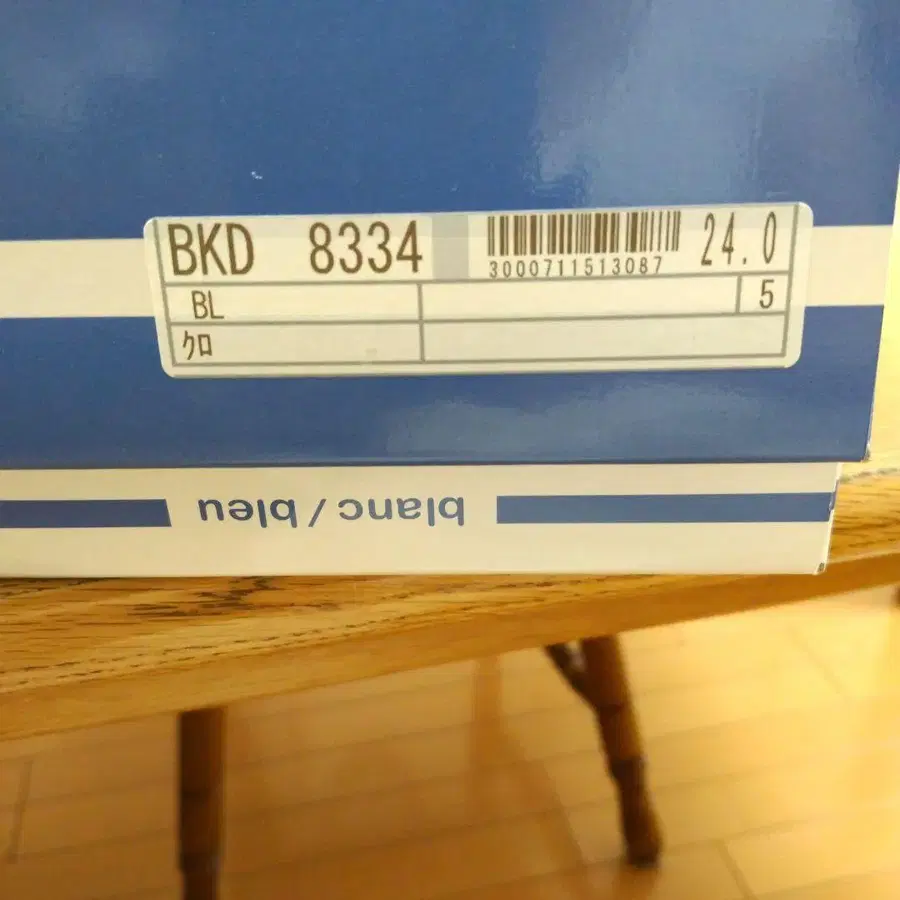 BKD 8334 24.0
3000711513087
BL 5
ｸﾛ
blanc/bleu